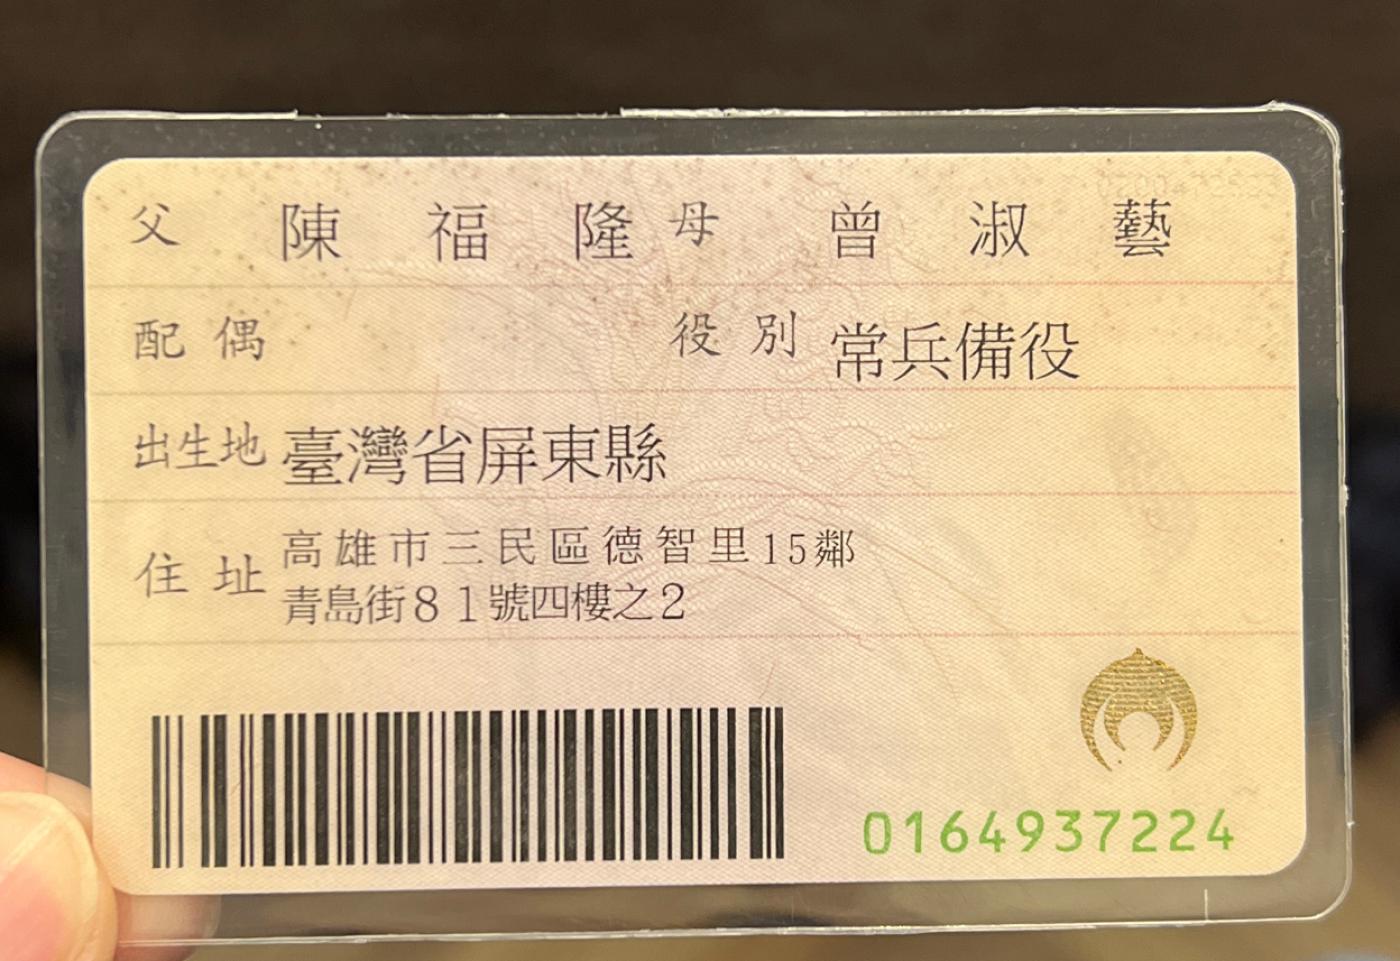 父 陳福隆 母 曾淑藝
配偶 役別 常兵備役
出生地 臺灣省屏東縣
住址 高雄市三民區德智里15鄰
青島街81號四樓之2
0164937224